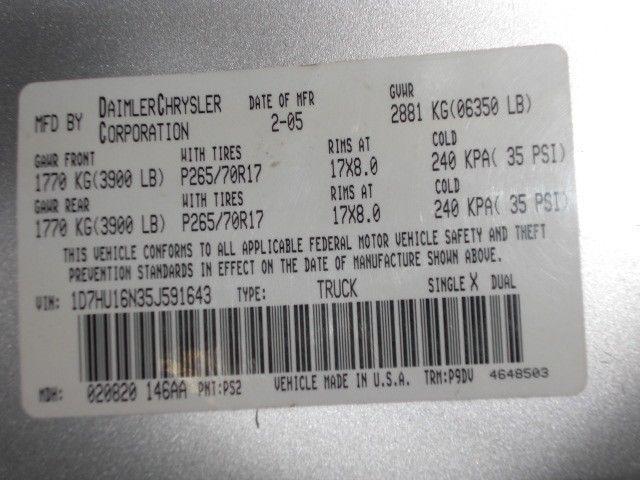 MFD BY DAIMLERCHRYSLER CORPORATION DATE OF MFR 2-05 GVWR 2881 KG(06350 LB)
GAWR FRONT WITH TIRES RIMS AT COLD
1770 KG(3900 LB) P265/70R17 17X8.0 240 KPA( 35 PSI)
GAWR REAR WITH TIRES RIMS AT COLD
1770 KG(3900 LB) P265/70R17 17X8.0 240 KPA( 35 PSI)
THIS VEHICLE CONFORMS TO ALL APPLICABLE FEDERAL MOTOR VEHICLE SAFETY AND THEFT
PREVENTION STANDARDS IN EFFECT ON THE DATE OF MANUFACTURE SHOWN ABOVE.
VIN: 1D7HU16N35J591643 TYPE: TRUCK SINGLE X DUAL
MDH: 020820 146AA PNT:PS2 VEHICLE MADE IN U.S.A. TRM:P9DV 4648503